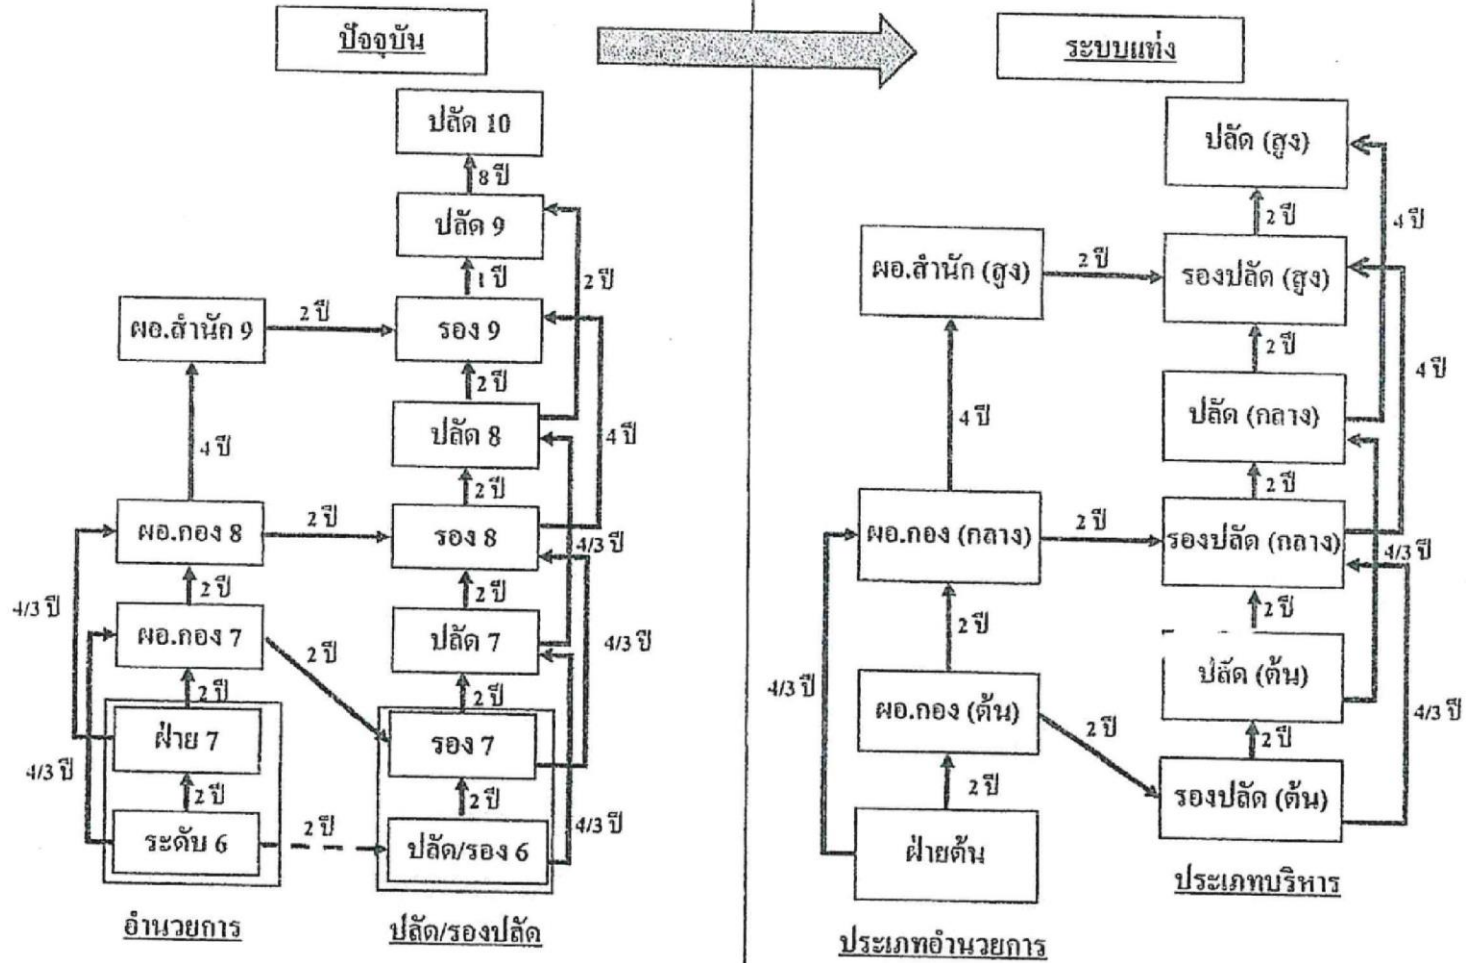 ปัจจุบัน
ระบบแท่ง
ปลัด 10
8 ปี
ปลัด 9
1 ปี
2 ปี
ผอ.สำนัก 9
2 ปี
รอง 9
2 ปี
ปลัด 8
4 ปี
4 ปี
2 ปี
ผอ.กอง 8
2 ปี
รอง 8
4/3 ปี
2 ปี
2 ปี
4/3 ปี
ผอ.กอง 7
2 ปี
ปลัด 7
4/3 ปี
2 ปี
2 ปี
ฝ่าย 7
รอง 7
4/3 ปี
2 ปี
2 ปี
ระดับ 6
2 ปี
ปลัด/รอง 6
4/3 ปี
อำนวยการ
ปลัด/รองปลัด
ปลัด (สูง)
2 ปี
4 ปี
ผอ.สำนัก (สูง)
2 ปี
รองปลัด (สูง)
2 ปี
4 ปี
4 ปี
ปลัด (กลาง)
2 ปี
ผอ.กอง (กลาง)
2 ปี
รองปลัด (กลาง)
4/3 ปี
2 ปี
2 ปี
4/3 ปี
ปลัด (ต้น)
4/3 ปี
ผอ.กอง (ต้น)
2 ปี
2 ปี
2 ปี
รองปลัด (ต้น)
ฝ่ายต้น
ประเภทบริหาร
ประเภทอำนวยการ